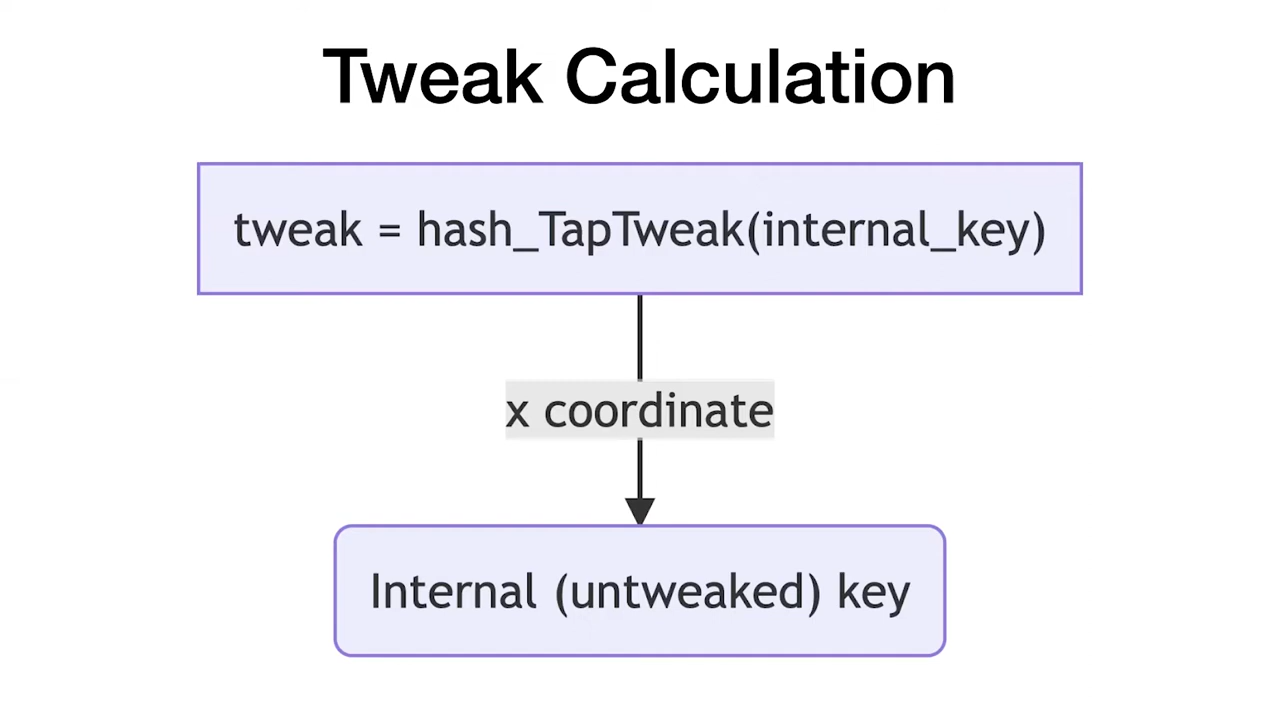 Tweak Calculation
tweak = hash_TapTweak(internal_key)
x coordinate
Internal (untweaked) key